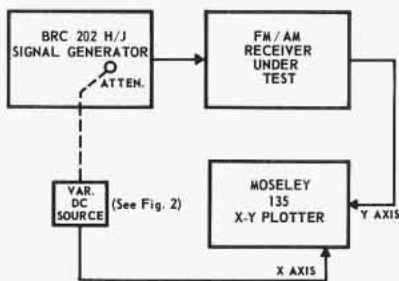 BRC 202 H/J
SIGNAL GENERATOR
ATTEN.
FM/AM
RECEIVER
UNDER
TEST
VAR.
DC
SOURCE
(See Fig. 2)
MOSELEY
135
X-Y PLOTTER
Y AXIS
X AXIS